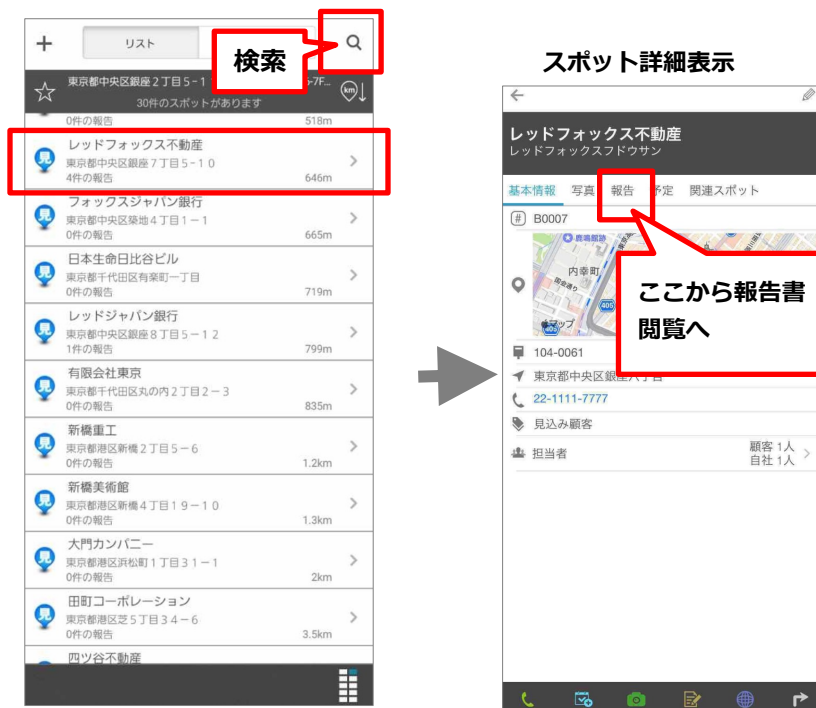 リスト
検索
東京都中央区銀座2丁目5-1
-7F...
km
30件のスポットがあります
0件の報告
518m
見
レッドフォックス不動産
東京都中央区銀座7丁目5-10
4件の報告
646m
見
フォックスジャパン銀行
東京都中央区築地4丁目1-1
0件の報告
665m
見
日本生命日比谷ビル
東京都千代田区有楽町一丁目
0件の報告
719m
見
レッドジャパン銀行
東京都中央区銀座8丁目5-12
1件の報告
799m
見
有限会社東京
東京都千代田区丸の内2丁目2-3
0件の報告
835m
見
新橋重工
東京都港区新橋2丁目5-6
0件の報告
1.2km
見
新橋美術館
東京都港区新橋4丁目19-10
0件の報告
1.3km
見
大門カンパニー
東京都港区浜松町1丁目31-1
0件の報告
2km
見
田町コーポレーション
東京都港区芝5丁目34-6
0件の報告
3.5km
四ツ谷不動産
スポット詳細表示
レッドフォックス不動産
レッドフォックスフドウサン
基本情報 写真 報告 予定 関連スポット
# B0007
鹿鳴館跡
内幸町
405
ここから報告書
閲覧へ
104-0061
東京都中央区銀座八丁目
22-1111-7777
見込み顧客
担当者
顧客 1人
自社 1人